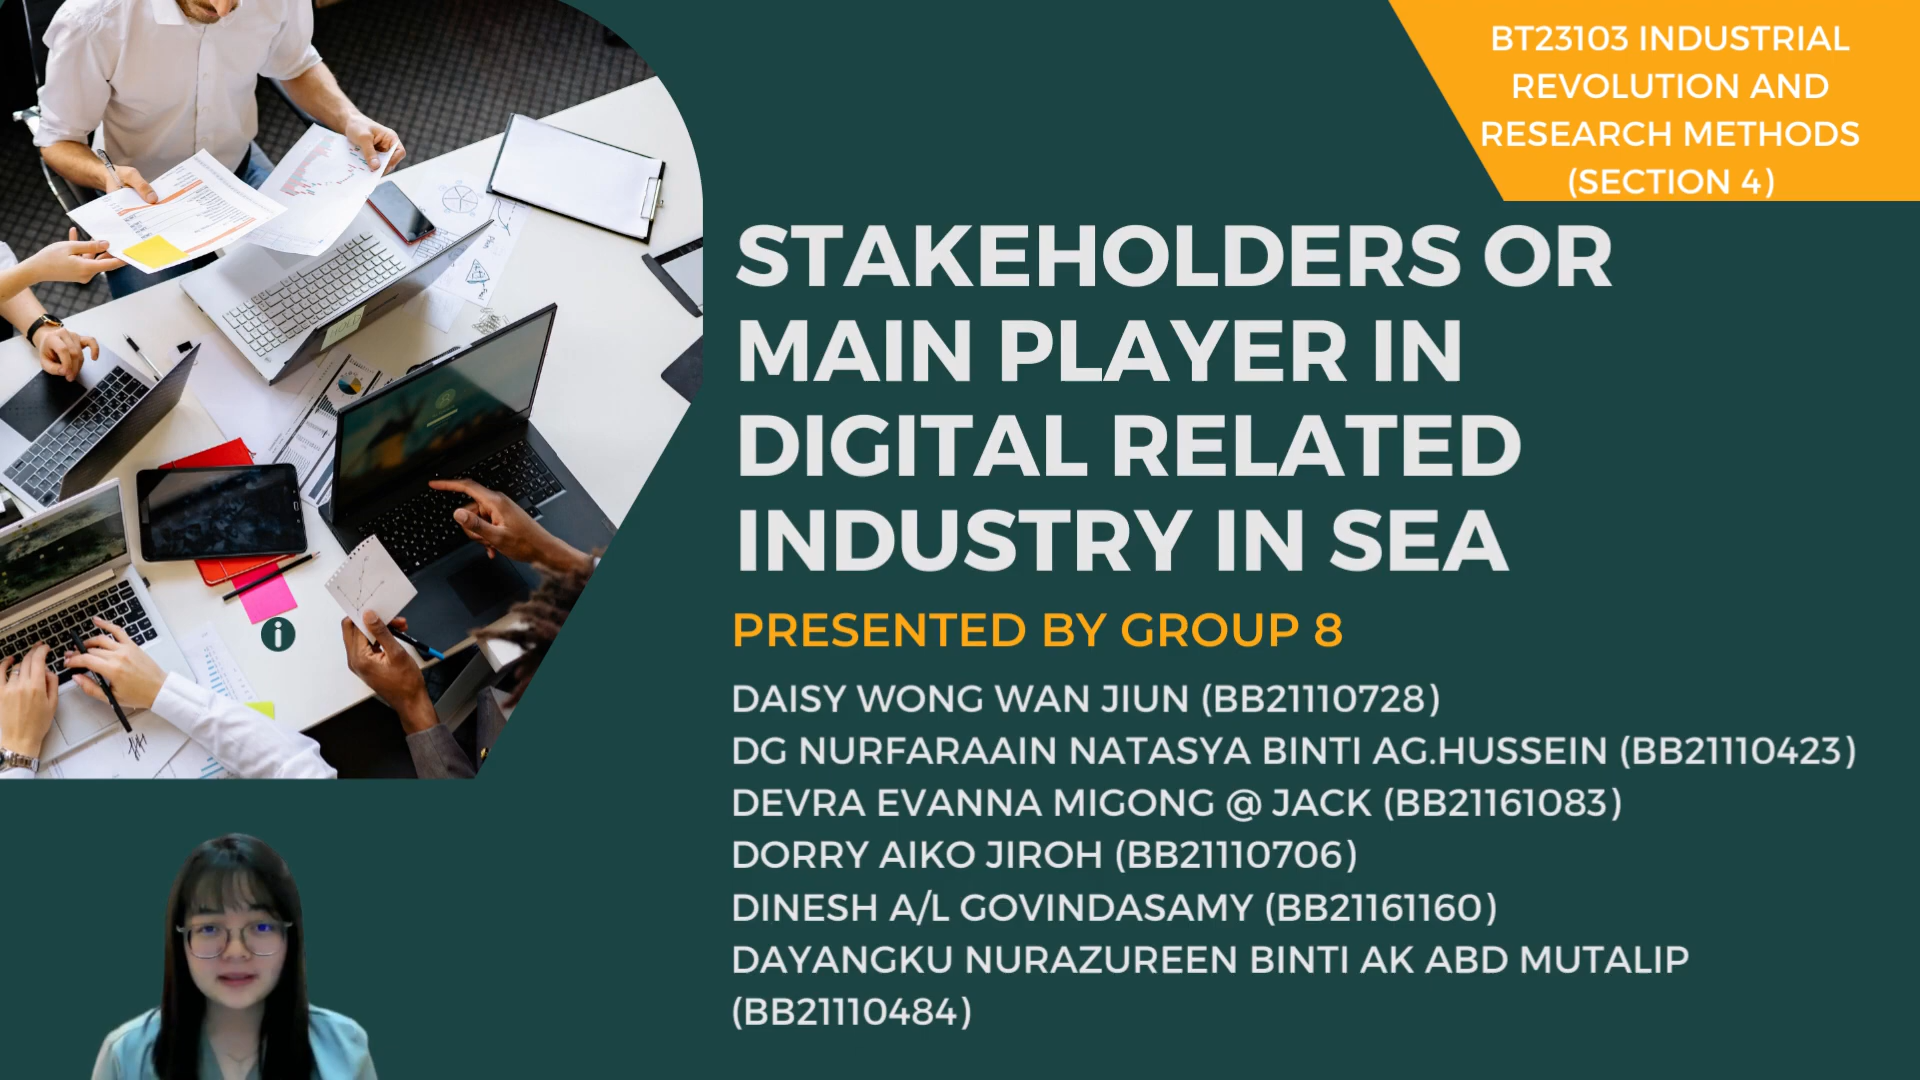 BT23103 INDUSTRIAL
REVOLUTION AND
RESEARCH METHODS
(SECTION 4)
STAKEHOLDERS OR
MAIN PLAYER IN
DIGITAL RELATED
INDUSTRY IN SEA
PRESENTED BY GROUP 8
DAISY WONG WAN JIUN (BB21110728)
DG NURFARAAIN NATASYA BINTI AG.HUSSEIN (BB21110423)
DEVRA EVANNA MIGONG @ JACK (BB21161083)
DORRY AIKO JIROH (BB21110706)
DINESH A/L GOVINDASAMY (BB21161160)
DAYANGKU NURAZUREEN BINTI AK ABD MUTALIP
(BB21110484)